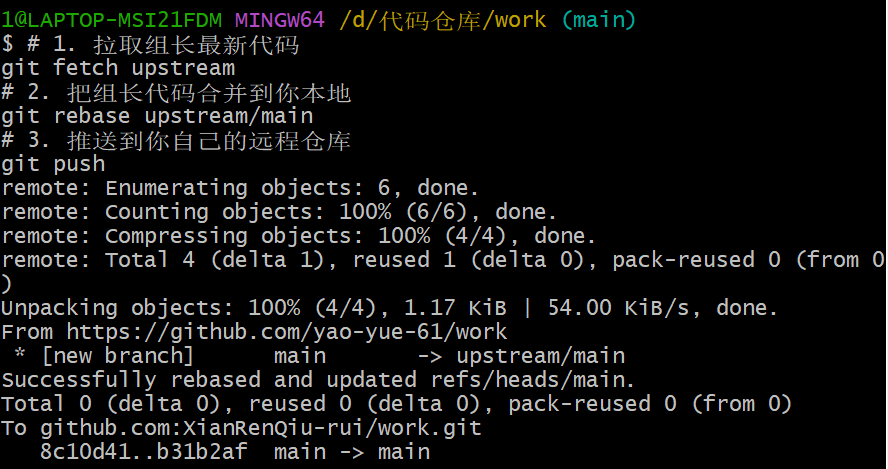 1@LAPTOP-MSI21FDM MINGW64 /d/代码仓库/work (main)
$ # 1. 拉取组长最新代码
git fetch upstream
# 2. 把组长代码合并到你本地
git rebase upstream/main
# 3. 推送到你自己的远程仓库
git push
remote: Enumerating objects: 6, done.
remote: Counting objects: 100% (6/6), done.
remote: Compressing objects: 100% (4/4), done.
remote: Total 4 (delta 1), reused 1 (delta 0), pack-reused 0 (from 0
)
Unpacking objects: 100% (4/4), 1.17 KiB | 54.00 KiB/s, done.
From https://github.com/yao-yue-61/work
 * [new branch]      main       -> upstream/main
Successfully rebased and updated refs/heads/main.
Total 0 (delta 0), reused 0 (delta 0), pack-reused 0 (from 0)
To github.com:XianRenQiu-rui/work.git
   8c10d41..b31b2af  main -> main